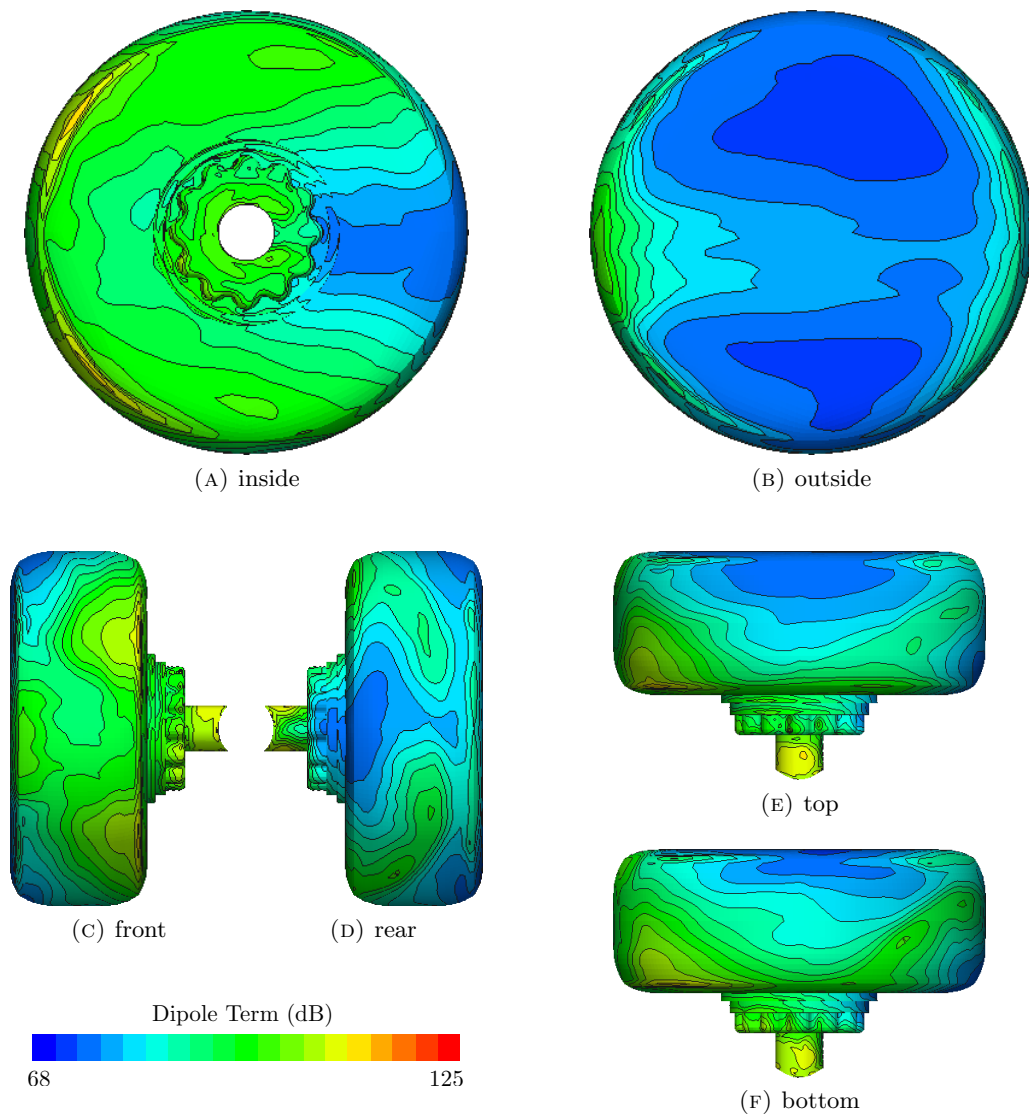 (A) inside
(B) outside
(C) front
(D) rear
(E) top
(F) bottom
Dipole Term (dB)
68
125